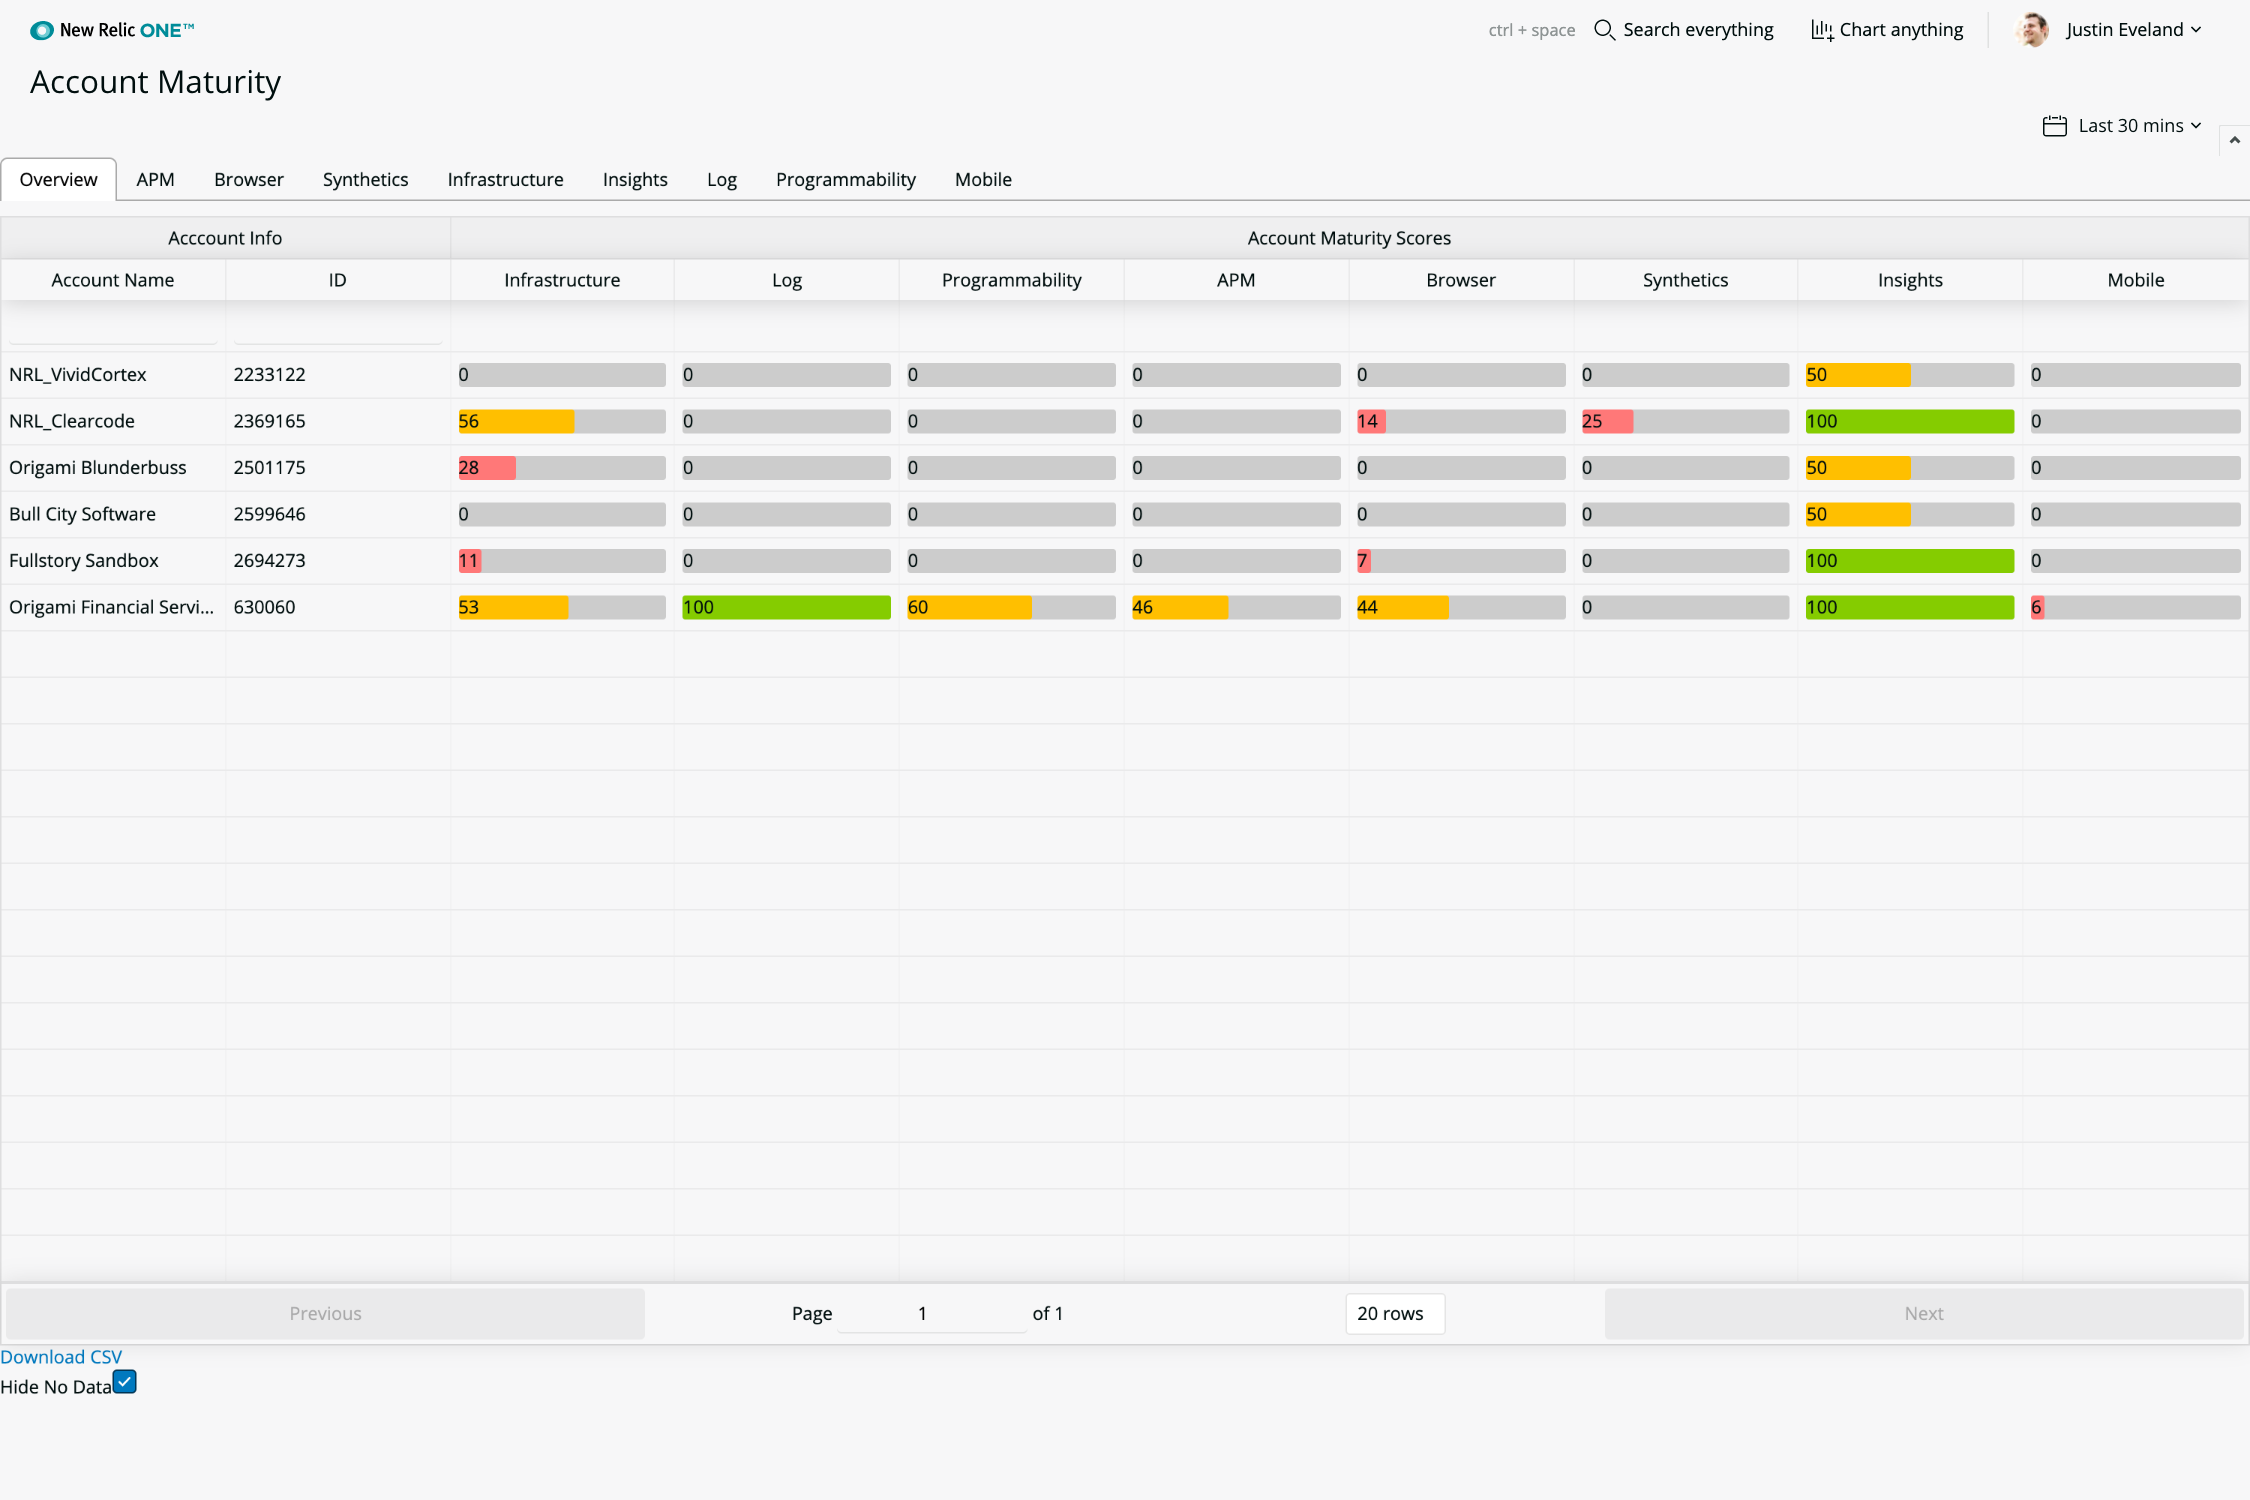 New Relic ONE™
ctrl + space Search everything Chart anything Justin Eveland
Account Maturity
Last 30 mins
Overview APM Browser Synthetics Infrastructure Insights Log Programmability Mobile
Acccount Info Account Maturity Scores
Account Name ID Infrastructure Log Programmability APM Browser Synthetics Insights Mobile
NRL_VividCortex 2233122 0 0 0 0 0 0 50 0
NRL_Clearcode 2369165 56 0 0 0 14 25 100 0
Origami Blunderbuss 2501175 28 0 0 0 0 0 50 0
Bull City Software 2599646 0 0 0 0 0 0 50 0
Fullstory Sandbox 2694273 11 0 0 0 7 0 100 0
Origami Financial Servi... 630060 53 100 60 46 44 0 100 6
Previous Page 1 of 1 20 rows Next
Download CSV
Hide No Data